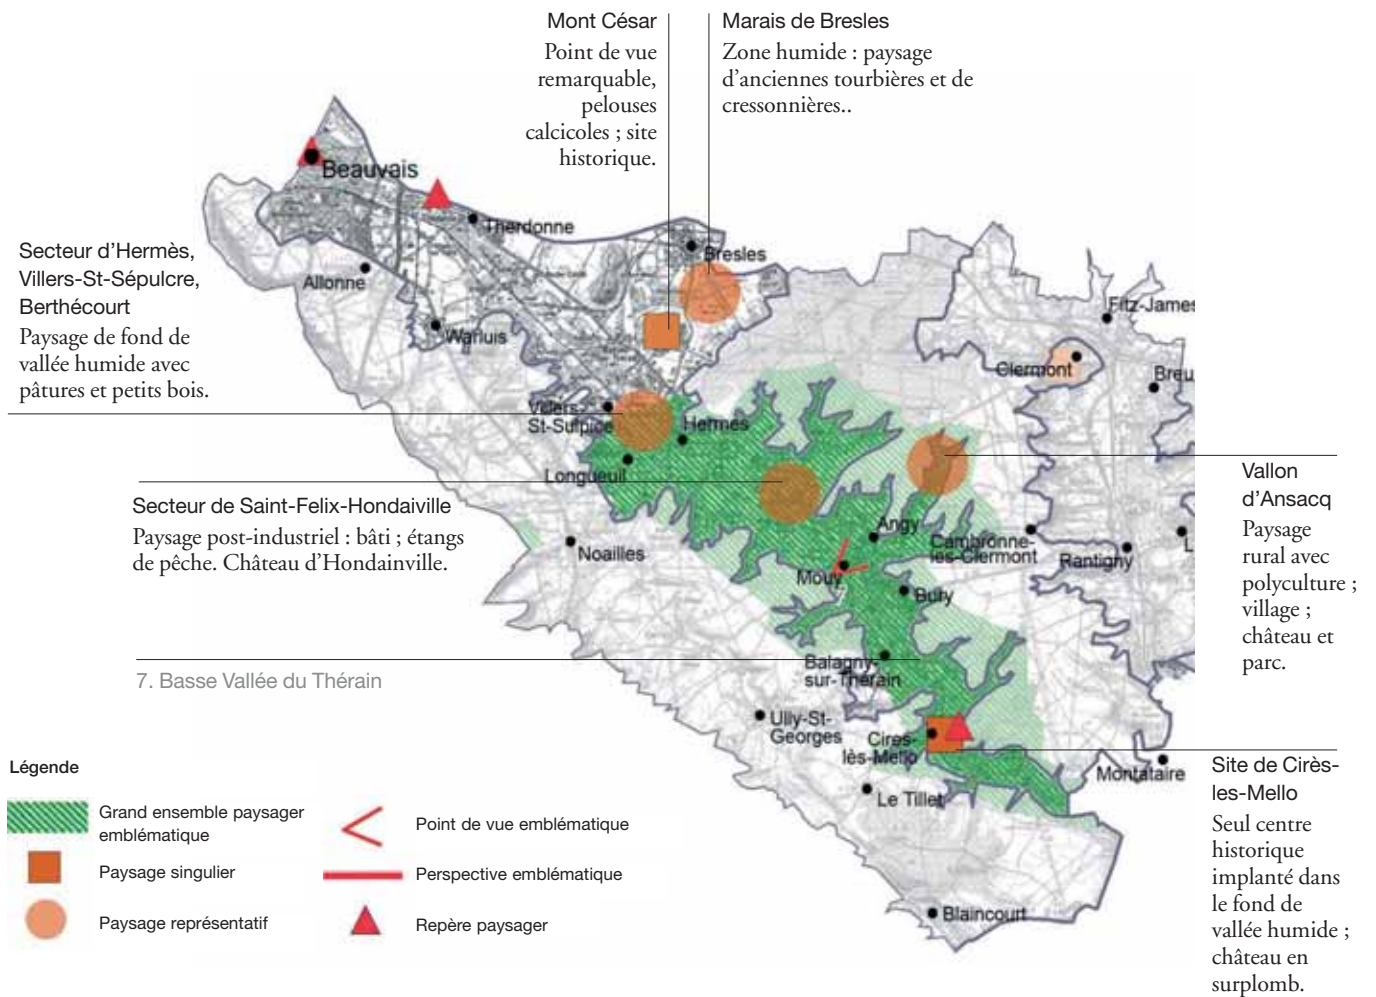 Mont César
Point de vue
remarquable,
pelouses
calcicoles ; site
historique.
Marais de Bresles
Zone humide : paysage
d’anciennes tourbières et de
cressonnières..
Secteur d’Hermès,
Villers-St-Sépulcre,
Berthécourt
Paysage de fond de
vallée humide avec
pâtures et petits bois.
Secteur de Saint-Felix-Hondaiville
Paysage post-industriel : bâti ; étangs
de pêche. Château d’Hondainville.
7. Basse Vallée du Thérain
Vallon
d’Ansacq
Paysage
rural avec
polyculture ;
village ;
château et
parc.
Site de Cirès-
les-Mello
Seul centre
historique
implanté dans
le fond de
vallée humide ;
château en
surplomb.
Beauvais
Therdonne
Bresles
Allonne
Warluis
Fitz-James
Clermont
Breu
Villers-
St-Sulpice
Hermes
Longueuil
Noailles
Angy
Cambronne-
les-Clermont
Rantigny
L
Mouy
Bury
Balagny-
sur-Thérain
Ully-St-
Georges
Cires-
lès-Mello
Le Tillet
Montataire
Blaincourt
Légende
Grand ensemble paysager
emblématique
Paysage singulier
Paysage représentatif
Point de vue emblématique
Perspective emblématique
Repère paysager